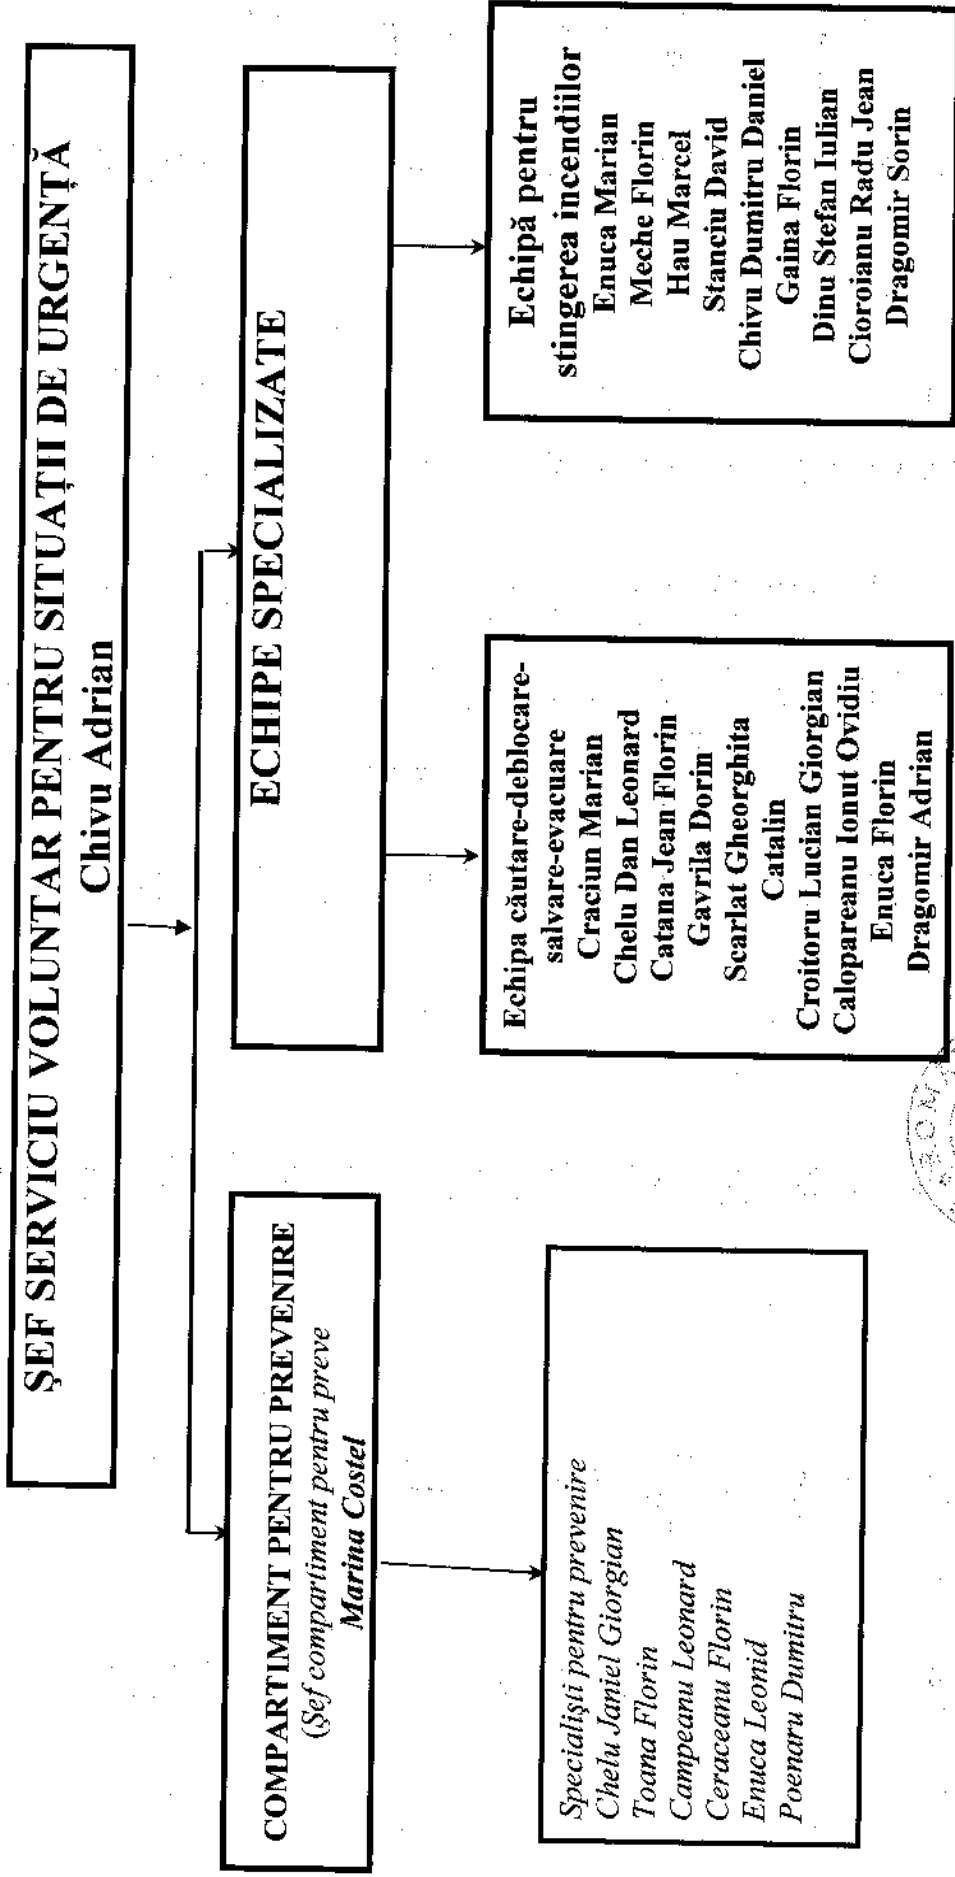 ŞEF SERVICIU VOLUNTAR PENTRU SITUAŢII DE URGENŢĂ
Chivu Adrian
COMPARTIMENT PENTRU PREVENIRE
(Şef compartiment pentru preve
Marina Costel
ECHIPE SPECIALIZATE
Specialişti pentru prevenire
Chelu Janiel Giorgian
Toana Florin
Campeanu Leonard
Ceraceanu Florin
Enuca Leonid
Poenaru Dumitru
Echipa căutare-deblocare-
salvare-evacuare
Craciun Marian
Chelu Dan Leonard
Catana Jean Florin
Gavrila Dorin
Scarlat Gheorghita
Catalin
Croitoru Lucian Giorgian
Calopareanu Ionut Ovidiu
Enuca Florin
Dragomir Adrian
Echipă pentru
stingerea incendiilor
Enuca Marian
Meche Florin
Hau Marcel
Stanciu David
Chivu Dumitru Daniel
Gaina Florin
Dinu Stefan Iulian
Cioroianu Radu Jean
Dragomir Sorin